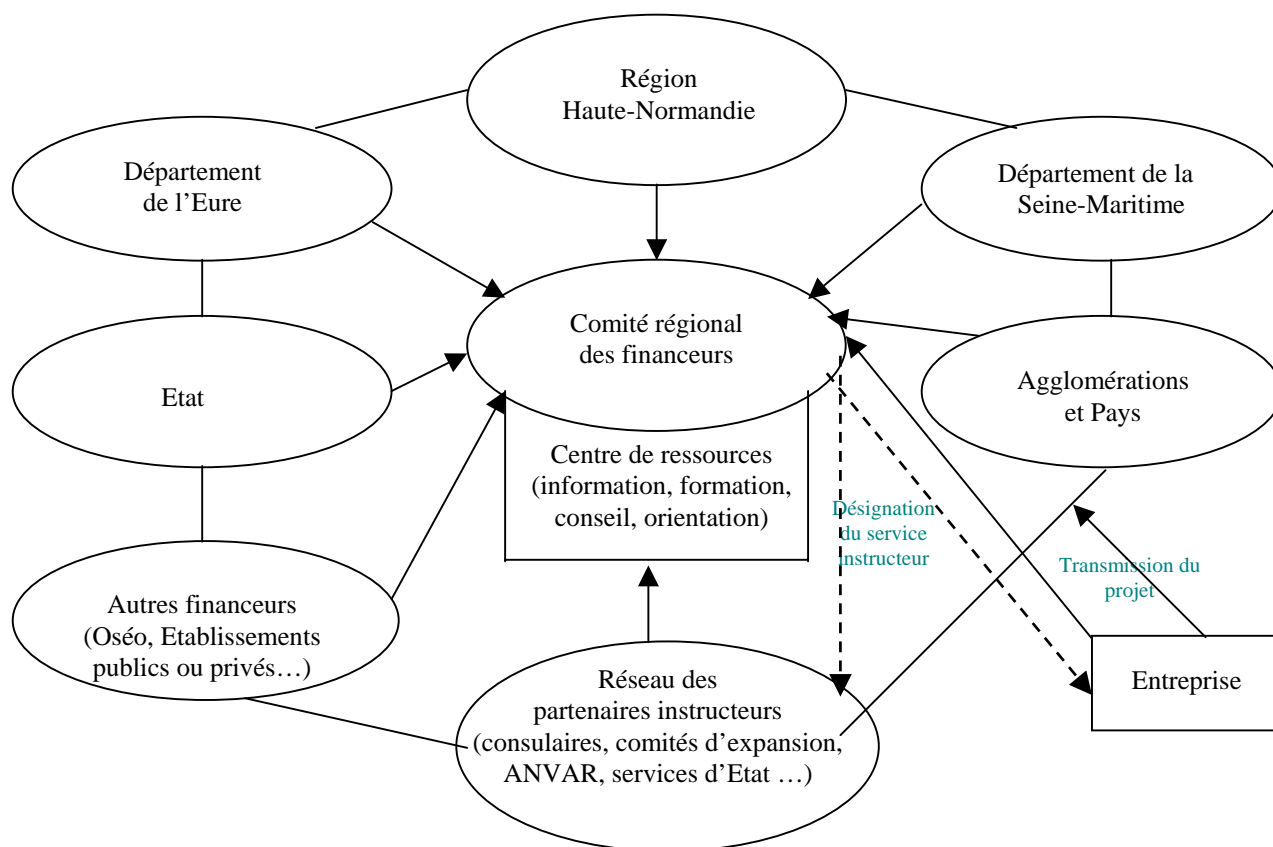 Région
Haute-Normandie
Département
de l’Eure
Département de la
Seine-Maritime
Comité régional
des financeurs
Etat
Agglomérations
et Pays
Centre de ressources
(information, formation,
conseil, orientation)
Désignation
du service
instructeur
Transmission du
projet
Autres financeurs
(Oséo, Etablissements
publics ou privés…)
Réseau des
partenaires instructeurs
(consulaires, comités d’expansion,
ANVAR, services d’Etat …)
Entreprise